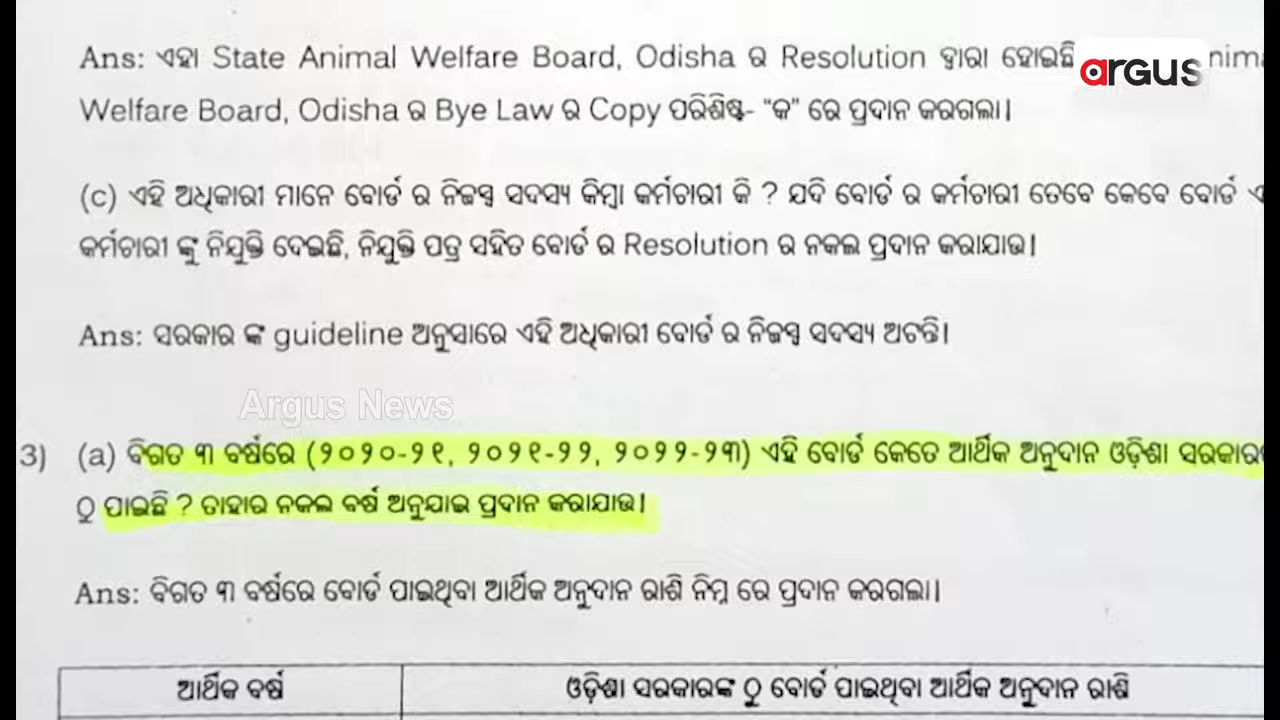 Ans: ଏହା State Animal Welfare Board, Odisha ର Resolution ଦ୍ଵାରା ହୋଇଛି
argus
Welfare Board, Odisha ର Bye Law ର Copy ପରିଶିଷ୍ଟ- “କ” ରେ ପ୍ରଦାନ କରଗଲା।
(c) ଏହି ଅଧିକାରୀ ମାନେ ବୋର୍ଡ ର ନିଜସ୍ୱ ସଦସ୍ୟ କିମ୍ବା କର୍ମଚାରୀ କି ? ଯଦି ବୋର୍ଡ ର କର୍ମଚାରୀ ତେବେ କେବେ ବୋର୍ଡ
କର୍ମଚାରୀ ଙ୍କୁ ନିଯୁକ୍ତି ଦେଇଛି, ନିଯୁକ୍ତି ପତ୍ର ସହିତ ବୋର୍ଡ ର Resolution ର ନକଲ ପ୍ରଦାନ କରାଯାଉ।
Ans: ସରକାର ଙ୍କ guideline ଅନୁସାରେ ଏହି ଅଧିକାରୀ ବୋର୍ଡ ର ନିଜସ୍ୱ ସଦସ୍ୟ ଅଟନ୍ତି।
Argus News
3) (a) ବିଗତ ୩ ବର୍ଷରେ (୨୦୨୦-୨୧, ୨୦୨୧-୨୨, ୨୦୨୨-୨୩) ଏହି ବୋର୍ଡ କେତେ ଆର୍ଥିକ ଅନୁଦାନ ଓଡ଼ିଶା ସରକାର
ଠୁ ପାଇଛି ? ତାହାର ନକଲ ବର୍ଷ ଅନୁଯାଇ ପ୍ରଦାନ କରାଯାଉ।
Ans: ବିଗତ ୩ ବର୍ଷରେ ବୋର୍ଡ ପାଇଥିବା ଆର୍ଥିକ ଅନୁଦାନ ରାଶି ନିମ୍ନ ରେ ପ୍ରଦାନ କରଗଲା।
ଆର୍ଥିକ ବର୍ଷ ଓଡ଼ିଶା ସରକାରଙ୍କ ଠୁ ବୋର୍ଡ ପାଇଥିବା ଆର୍ଥିକ ଅନୁଦାନ ରାଶି